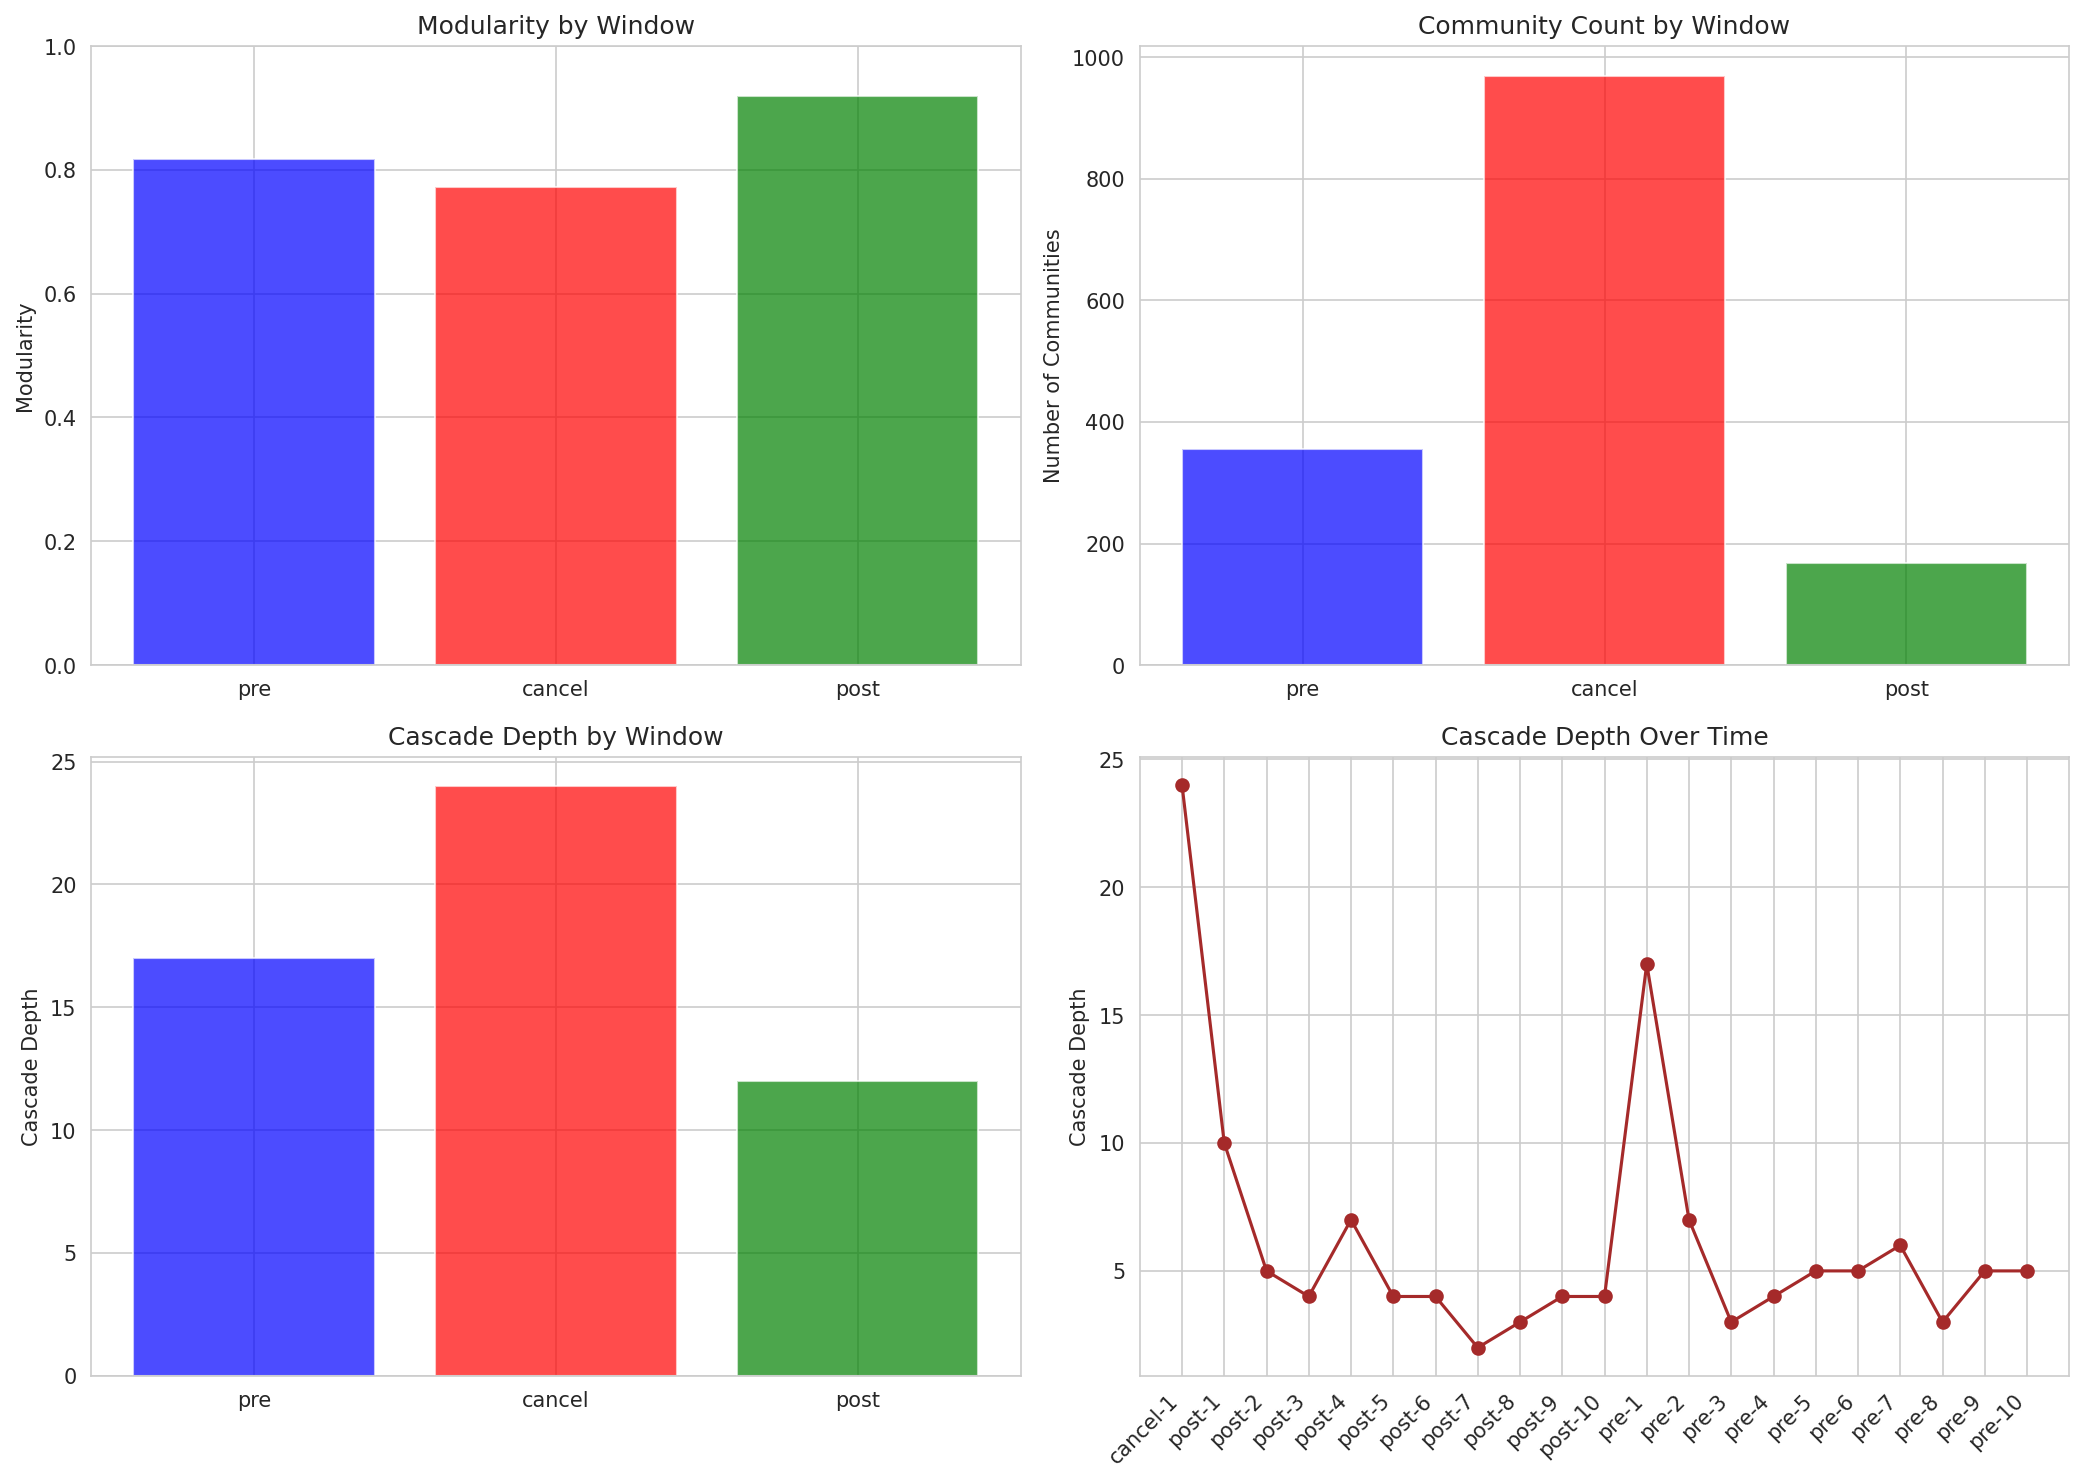 Modularity by Window
Modularity
1.0
0.8
0.6
0.4
0.2
0.0
pre
cancel
post
Community Count by Window
Number of Communities
1000
800
600
400
200
0
pre
cancel
post
Cascade Depth by Window
Cascade Depth
25
20
15
10
5
0
pre
cancel
post
Cascade Depth Over Time
Cascade Depth
25
20
15
10
5
cancel-1
post-1
post-2
post-3
post-4
post-5
post-6
post-7
post-8
post-9
post-10
pre-1
pre-2
pre-3
pre-4
pre-5
pre-6
pre-7
pre-8
pre-9
pre-10